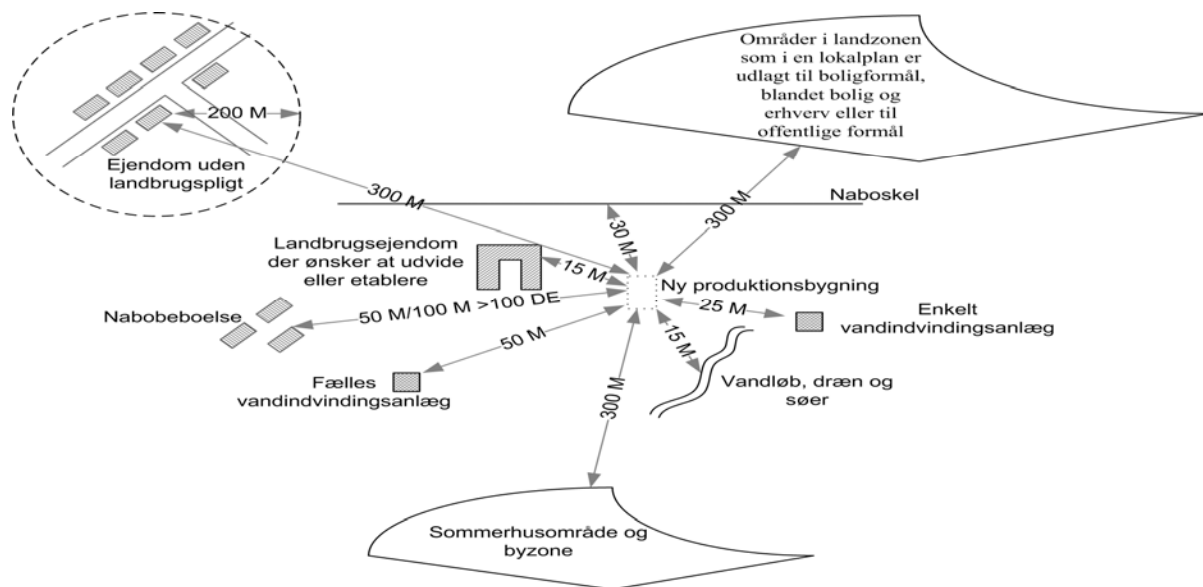 Områder i landzonen
som i en lokalplan er
udlagt til boligformål,
blandet bolig og
erhverv eller til
offentlige formål
200 M
Ejendom uden
landbrugspligt
300 M
Naboskel
30 M
300 M
Landbrugsejendom
der ønsker at udvide
eller etablere
15 M
Ny produktionsbygning
50 M/100 M >100 DE
25 M
Enkelt
vandindvindingsanlæg
Nabobeboelse
50 M
15 M
Fælles
vandindvindingsanlæg
Vandløb, dræn og
søer
300 M
Sommerhusområde og
byzone